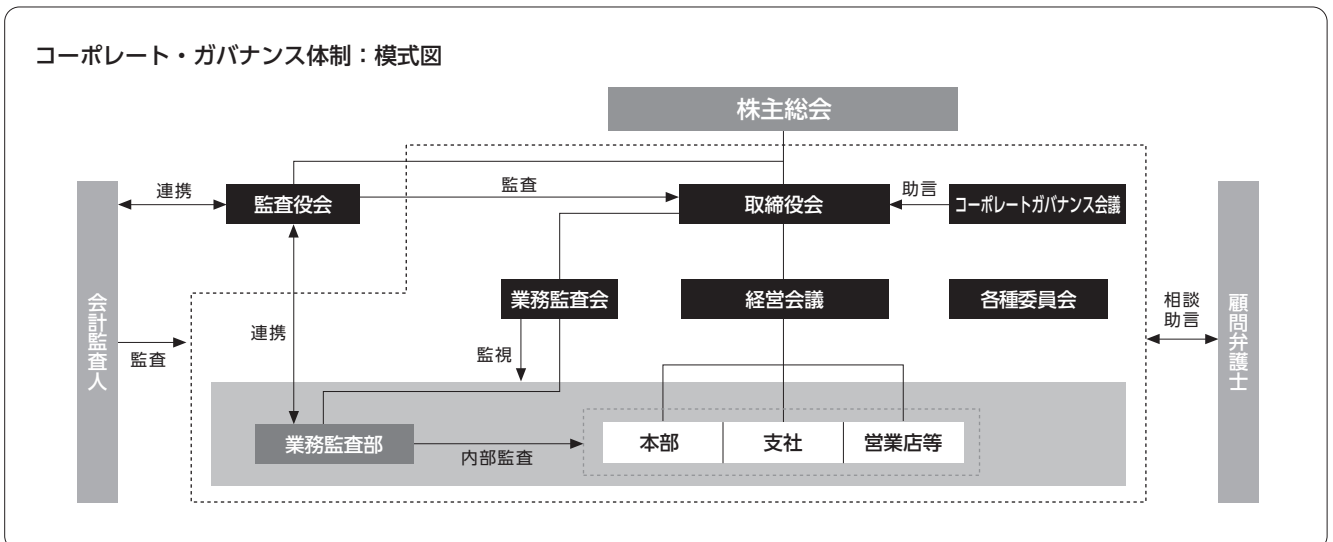 コーポレート・ガバナンス体制：模式図
株主総会
連携
監査役会
監査
取締役会
助言
コーポレートガバナンス会議
会計監査人
監査
連携
業務監査会
監視
経営会議
各種委員会
相談
助言
顧問弁護士
業務監査部
内部監査
本部
支社
営業店等